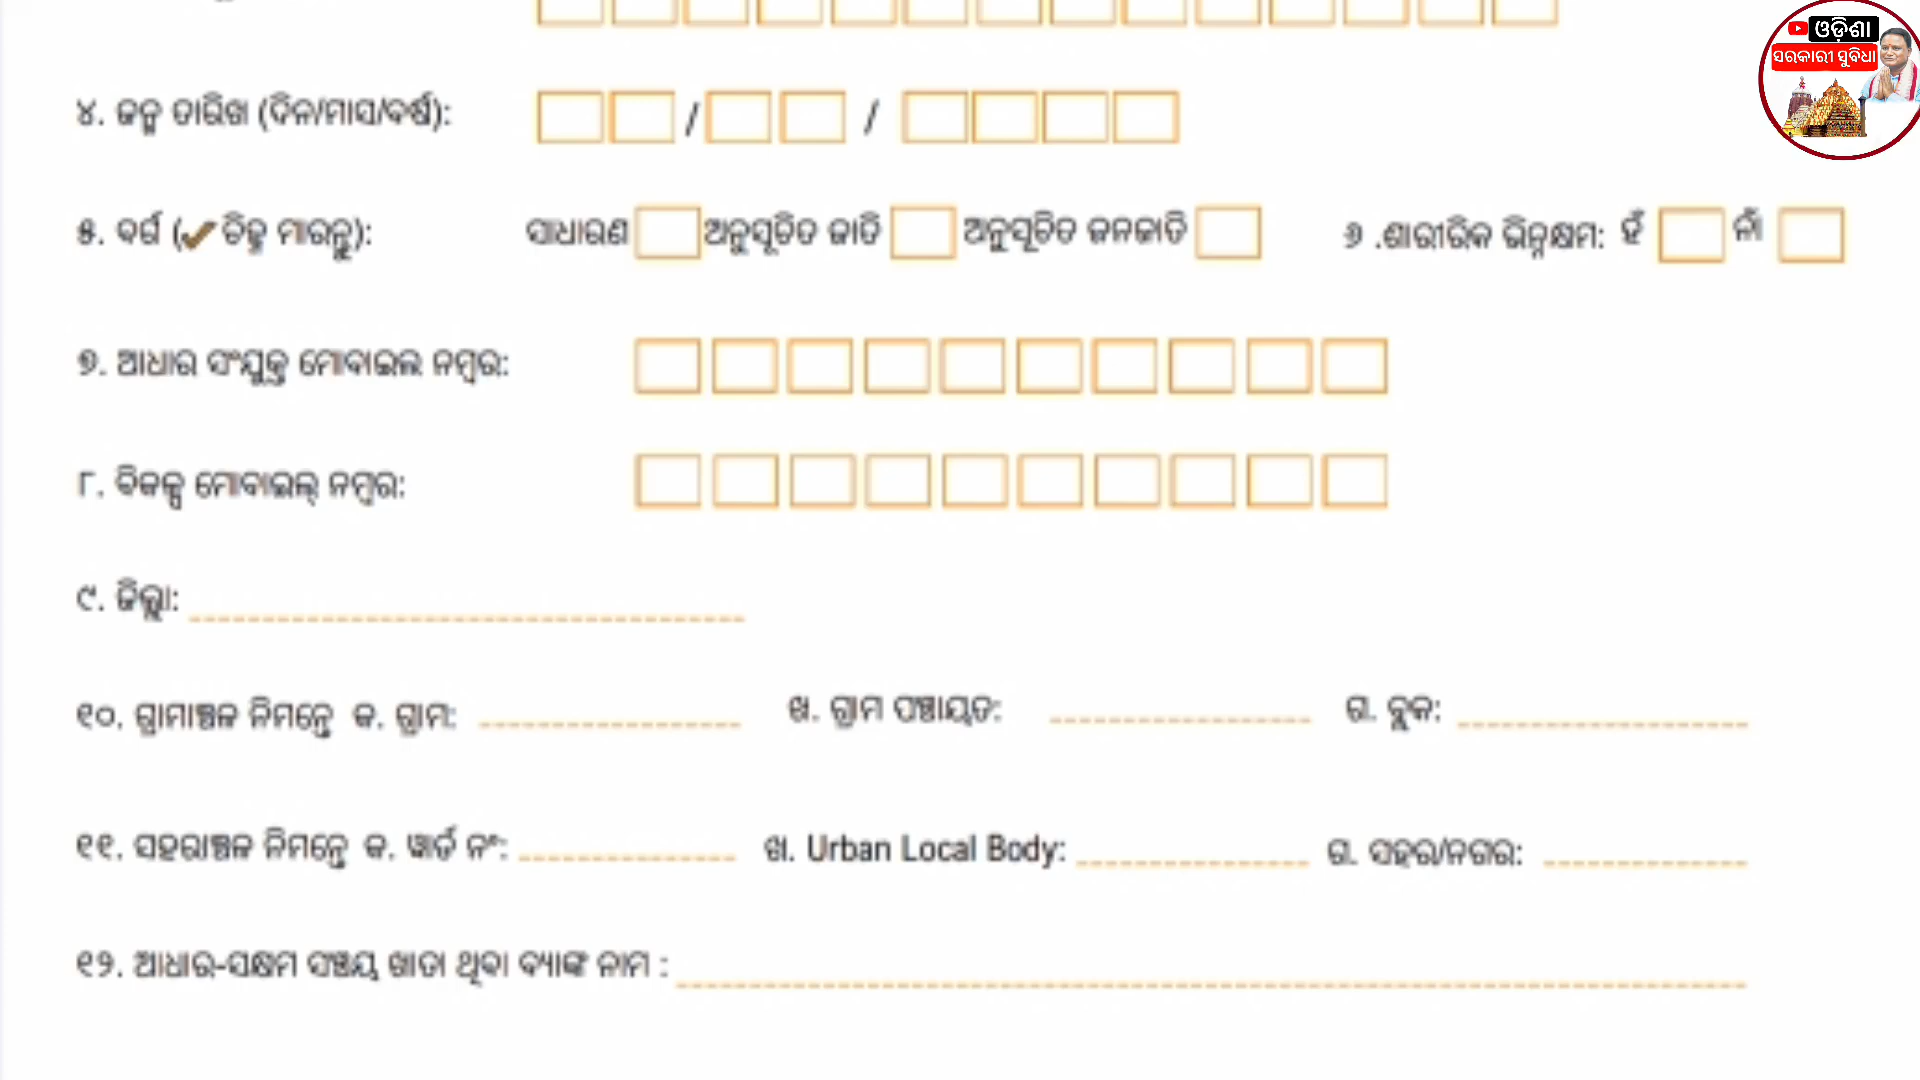 ଓଡ଼ିଶା
ସରକାରୀ ସୁବିଧା
୪. ଜନ୍ମ ତାରିଖ (ଦିନ/ମାସ/ବର୍ଷ): / /
୫. ବର୍ଗ (✔ ଚିହ୍ନ ମାରନ୍ତୁ): ସାଧାରଣ ଅନୁସୂଚିତ ଜାତି ଅନୁସୂଚିତ ଜନଜାତି ୬ .ଶାରୀରିକ ଭିନ୍ନକ୍ଷମ: ହଁ ନାଁ
୭. ଆଧାର ସଂଯୁକ୍ତ ମୋବାଇଲ ନମ୍ବର:
୮. ବିକଳ୍ପ ମୋବାଇଲ୍ ନମ୍ବର:
୯. ଜିଲ୍ଲା:
୧୦. ଗ୍ରାମାଞ୍ଚଳ ନିମନ୍ତେ କ. ଗ୍ରାମ: ଖ. ଗ୍ରାମ ପଞ୍ଚାୟତ: ଗ. ବ୍ଲକ:
୧୧. ସହରାଞ୍ଚଳ ନିମନ୍ତେ କ. ୱାର୍ଡ ନଂ: ଖ. Urban Local Body: ଗ. ସହର/ନଗର:
୧୨. ଆଧାର-ସକ୍ଷମ ସଞ୍ଚୟ ଖାତା ଥିବା ବ୍ୟାଙ୍କ ନାମ :